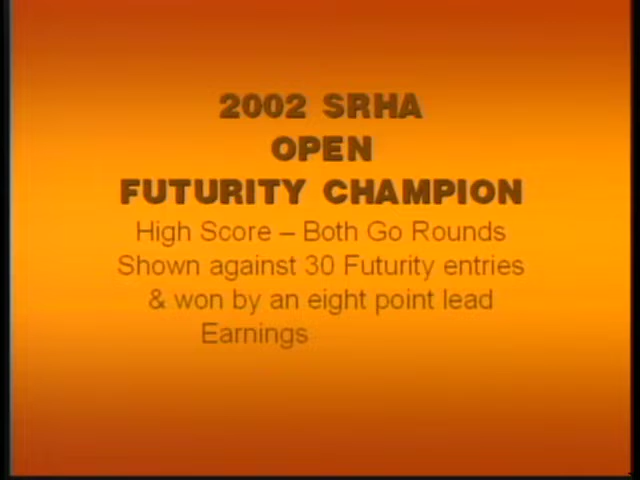 2002 SRHA
OPEN
FUTURITY CHAMPION
High Score – Both Go Rounds
Shown against 30 Futurity entries
& won by an eight point lead
Earnings